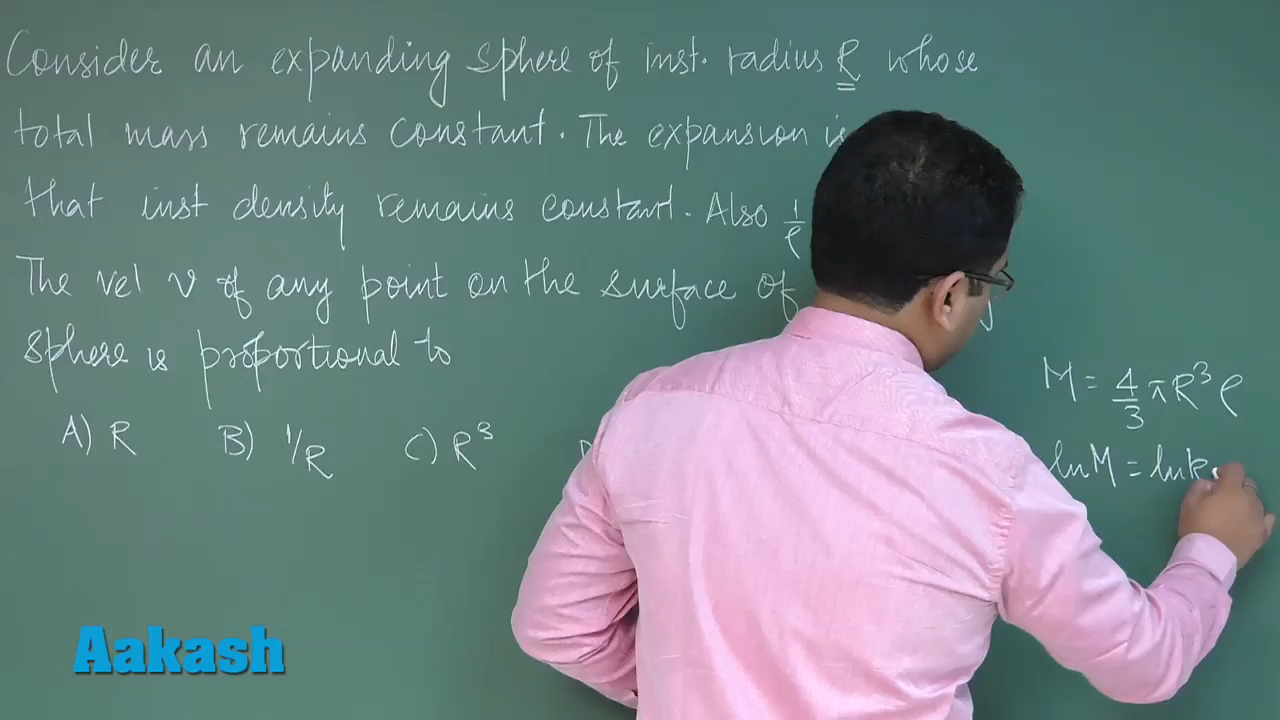 Consider an expanding sphere of inst. radius R whose
total mass remains constant. The expansion is
that inst density remains constant. Also 1/ρ
The vel v of any point on the surface of
sphere is proportional to
A) R B) 1/R C) R³
M = 4/3 πR³ρ
lnM = lnk
Aakash